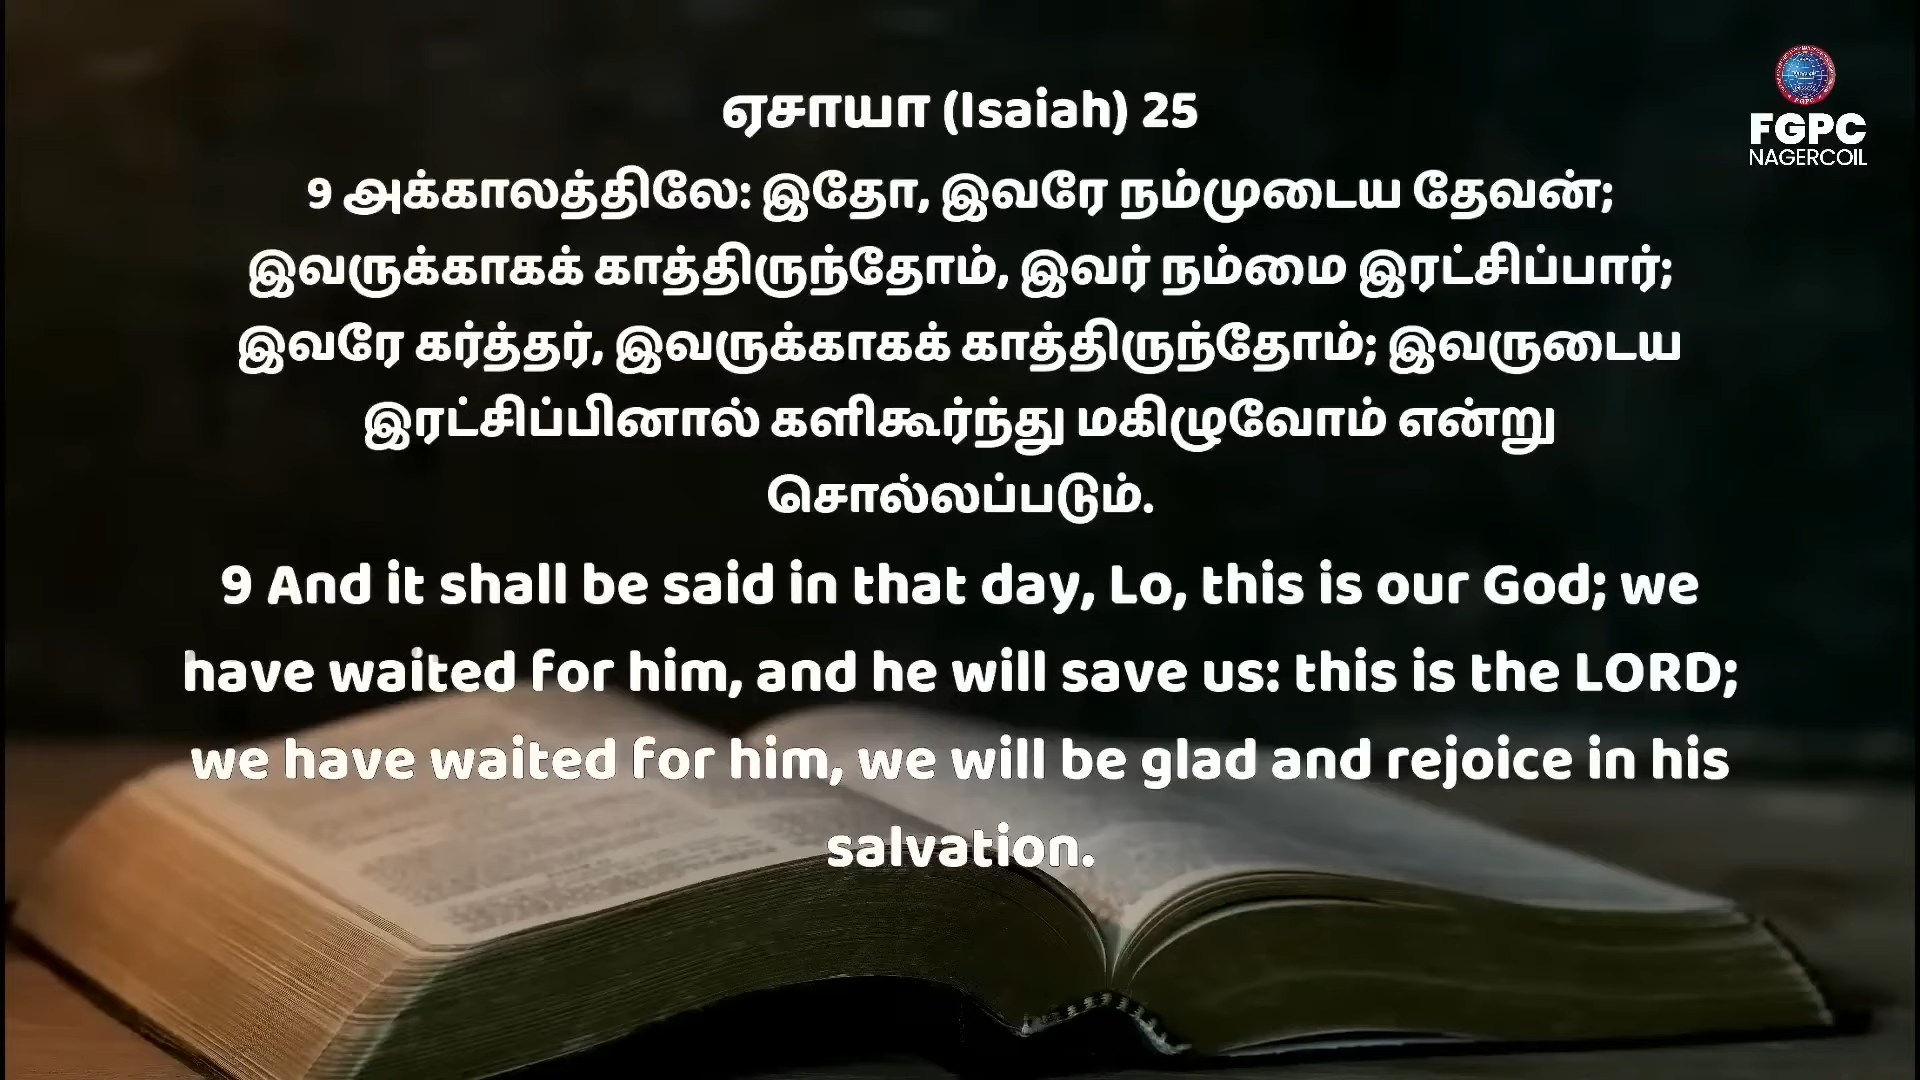 ஏசாயா (Isaiah) 25
9 அக்காலத்திலே: இதோ, இவரே நம்முடைய தேவன்;
இவருக்காகக் காத்திருந்தோம், இவர் நம்மை இரட்சிப்பார்;
இவரே கர்த்தர், இவருக்காகக் காத்திருந்தோம்; இவருடைய
இரட்சிப்பினால் களிகூர்ந்து மகிழுவோம் என்று
சொல்லப்படும்.
9 And it shall be said in that day, Lo, this is our God; we
have waited for him, and he will save us: this is the LORD;
we have waited for him, we will be glad and rejoice in his
salvation.
FGPC
NAGERCOIL